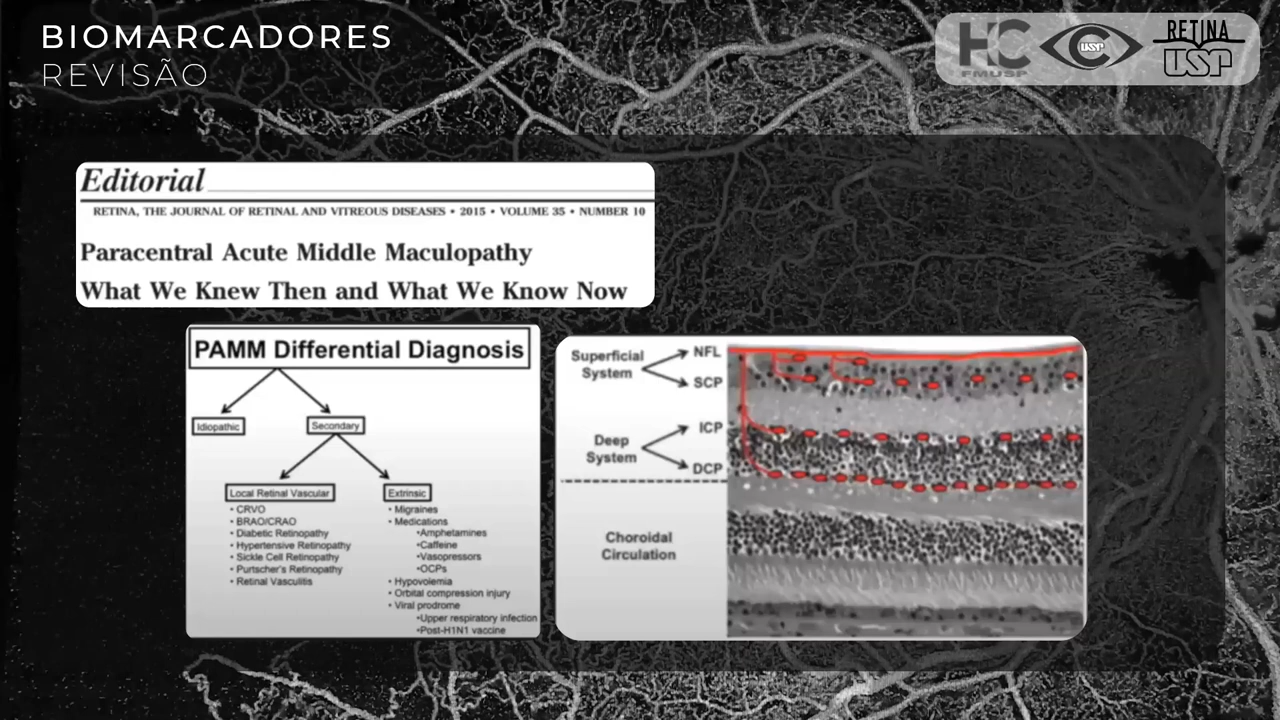 BIOMARCADORES
REVISÃO
HC
FMUSP
C
USP
RETINA
USP
Editorial
RETINA, THE JOURNAL OF RETINAL AND VITREOUS DISEASES • 2015 • VOLUME 35 • NUMBER 10
Paracentral Acute Middle Maculopathy
What We Knew Then and What We Know Now
PAMM Differential Diagnosis
Idiopathic
Secondary
Local Retinal Vascular
• CRVO
• BRAO/CRAO
• Diabetic Retinopathy
• Hypertensive Retinopathy
• Sickle Cell Retinopathy
• Purtscher's Retinopathy
• Retinal Vasculitis
Extrinsic
• Migraines
• Medications
•Amphetamines
•Caffeine
•Vasopressors
•OCPs
• Hypovolemia
• Orbital compression injury
• Viral prodrome
•Upper respiratory infection
•Post-H1N1 vaccine
Superficial
System
NFL
SCP
Deep
System
ICP
DCP
Choroidal
Circulation